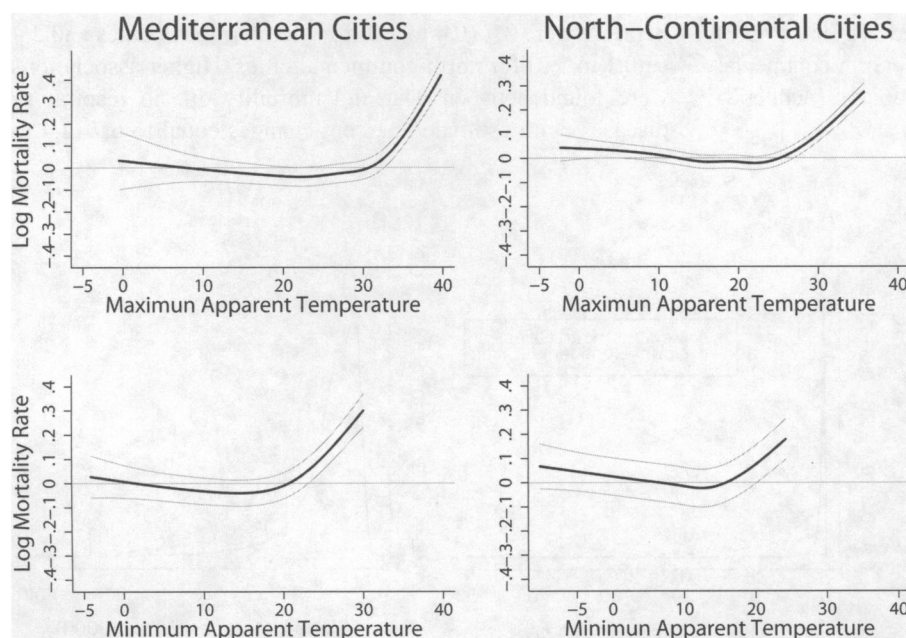 Mediterranean Cities
North–Continental Cities
Log Mortality Rate
-.4-.3-.2-.1 0 .1 .2 .3 .4
−5 0 10 20 30 40
Maximun Apparent Temperature
-.4-.3-.2-.1 0 .1 .2 .3 .4
−5 0 10 20 30 40
Maximun Apparent Temperature
Log Mortality Rate
-.4-.3-.2-.1 0 .1 .2 .3 .4
−5 0 10 20 30 40
Minimun Apparent Temperature
Log Mortality Rate
-.4-.3-.2-.1 0 .1 .2 .3 .4
−5 0 10 20 30 40
Minimun Apparent Temperature